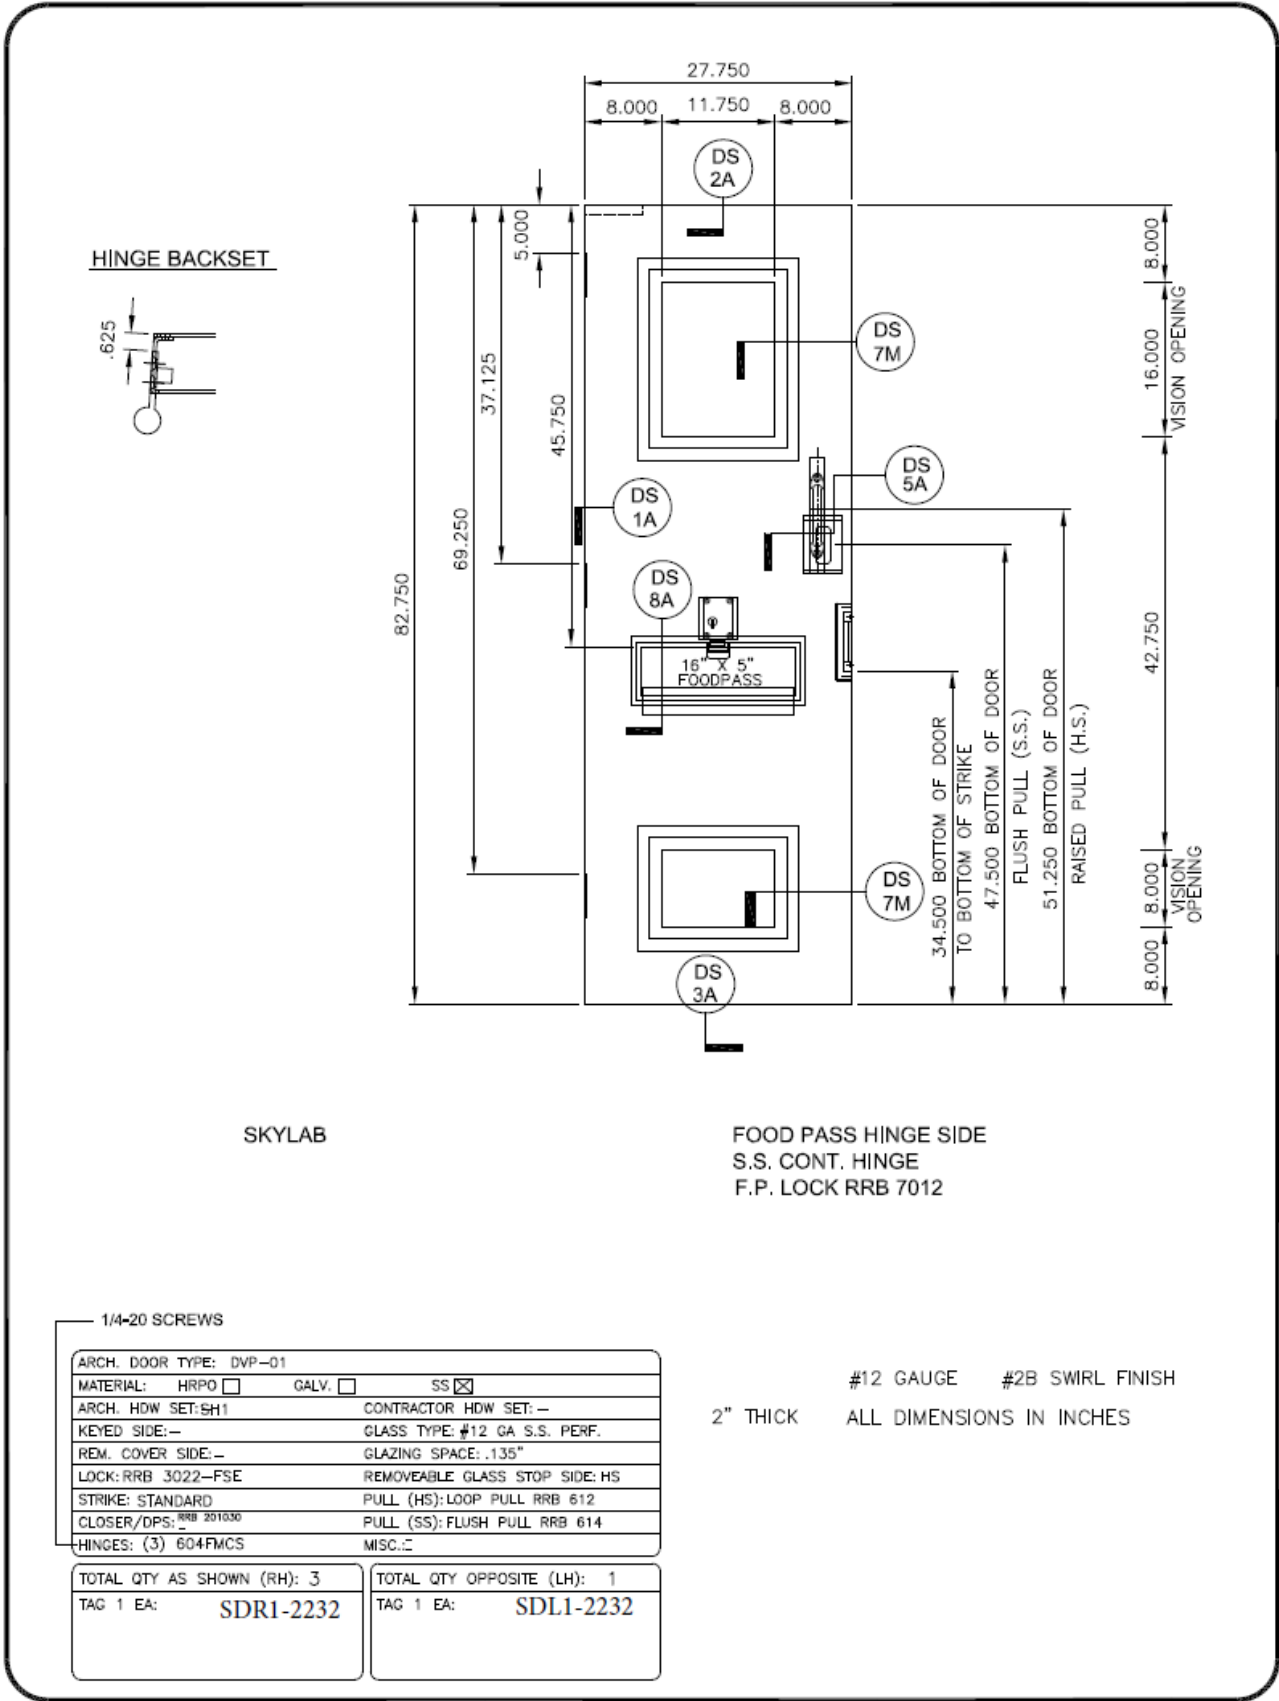 27.750
8.000 11.750 8.000
DS
2A
HINGE BACKSET
.625
5.000
37.125
45.750
69.250
82.750
8.000
16.000
VISION OPENING
42.750
8.000
VISION
OPENING
8.000
DS
7M
DS
5A
DS
1A
DS
8A
16" X 5"
FOODPASS
34.500 BOTTOM OF DOOR
TO BOTTOM OF STRIKE
47.500 BOTTOM OF DOOR
FLUSH PULL (S.S.)
51.250 BOTTOM OF DOOR
RAISED PULL (H.S.)
DS
7M
DS
3A
SKYLAB
FOOD PASS HINGE SIDE
S.S. CONT. HINGE
F.P. LOCK RRB 7012
1/4-20 SCREWS
ARCH. DOOR TYPE: DVP-01
MATERIAL: HRPO GALV. SS
ARCH. HDW SET: SH1 CONTRACTOR HDW SET: -
KEYED SIDE: - GLASS TYPE: #12 GA S.S. PERF.
REM. COVER SIDE: - GLAZING SPACE: .135"
LOCK: RRB 3022-FSE REMOVEABLE GLASS STOP SIDE: HS
STRIKE: STANDARD PULL (HS): LOOP PULL RRB 612
CLOSER/DPS: RRB 201030 PULL (SS): FLUSH PULL RRB 614
HINGES: (3) 604FMCS MISC.: -
TOTAL QTY AS SHOWN (RH): 3 TOTAL QTY OPPOSITE (LH): 1
TAG 1 EA: SDR1-2232 TAG 1 EA: SDL1-2232
#12 GAUGE #2B SWIRL FINISH
2" THICK ALL DIMENSIONS IN INCHES